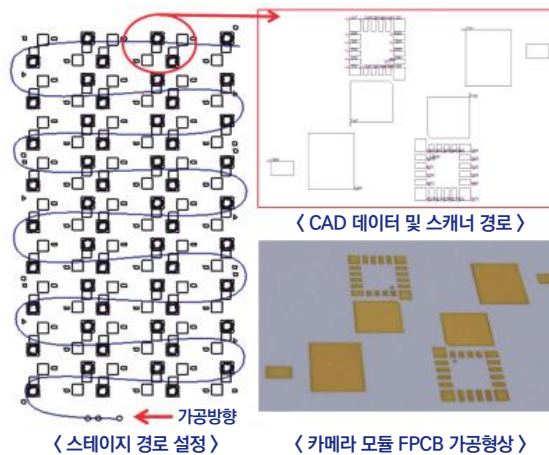 〈 CAD 데이터 및 스캐너 경로 〉
가공방향
〈 스테이지 경로 설정 〉
〈 카메라 모듈 FPCB 가공형상 〉